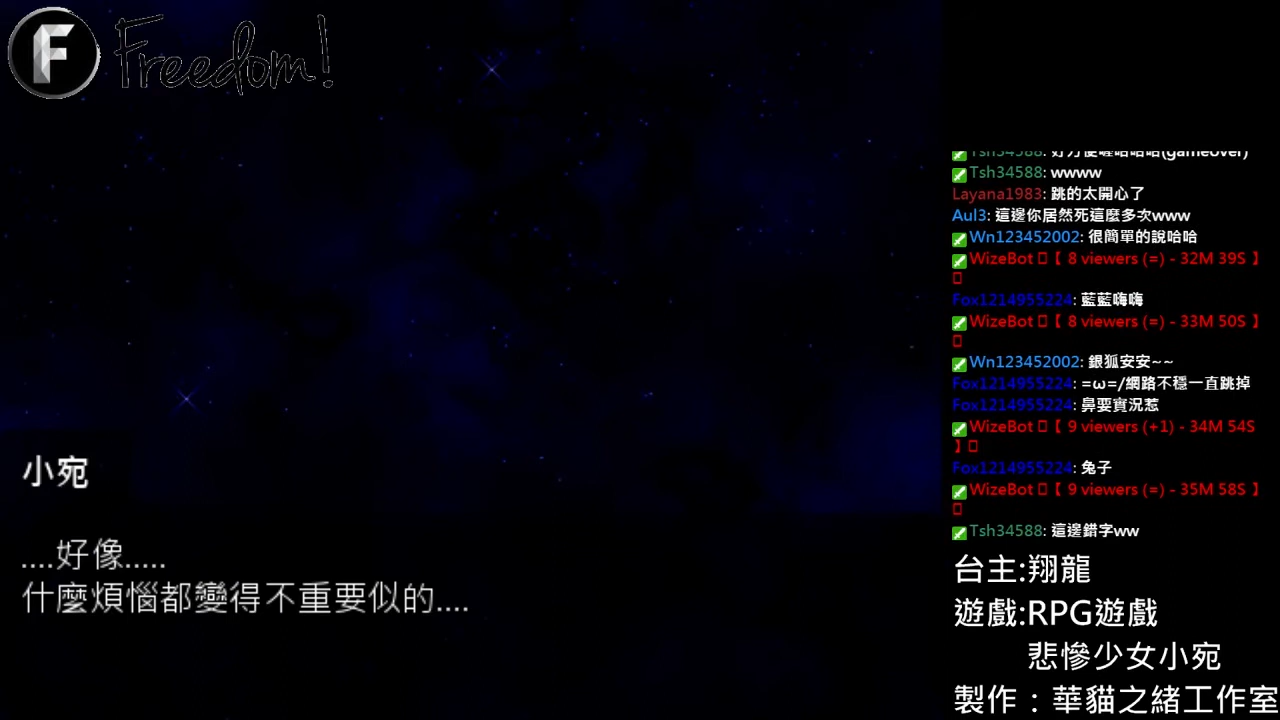 F Freedom!
小宛
....好像.....
什麼煩惱都變得不重要似的....
Tsh34588: wwww
Layana1983: 跳的太開心了
Aul3: 這邊你居然死這麼多次www
Wn123452002: 很簡單的說哈哈
WizeBot 【 8 viewers (=) - 32M 39S 】
Fox1214955224: 藍藍嗨嗨
WizeBot 【 8 viewers (=) - 33M 50S 】
Wn123452002: 銀狐安安~~
Fox1214955224: =ω=/網路不穩一直跳掉
Fox1214955224: 鼻要實況惹
WizeBot 【 9 viewers (+1) - 34M 54S
】
Fox1214955224: 兔子
WizeBot 【 9 viewers (=) - 35M 58S 】
Tsh34588: 這邊錯字ww
台主:翔龍
遊戲:RPG遊戲
悲慘少女小宛
製作：華貓之緒工作室